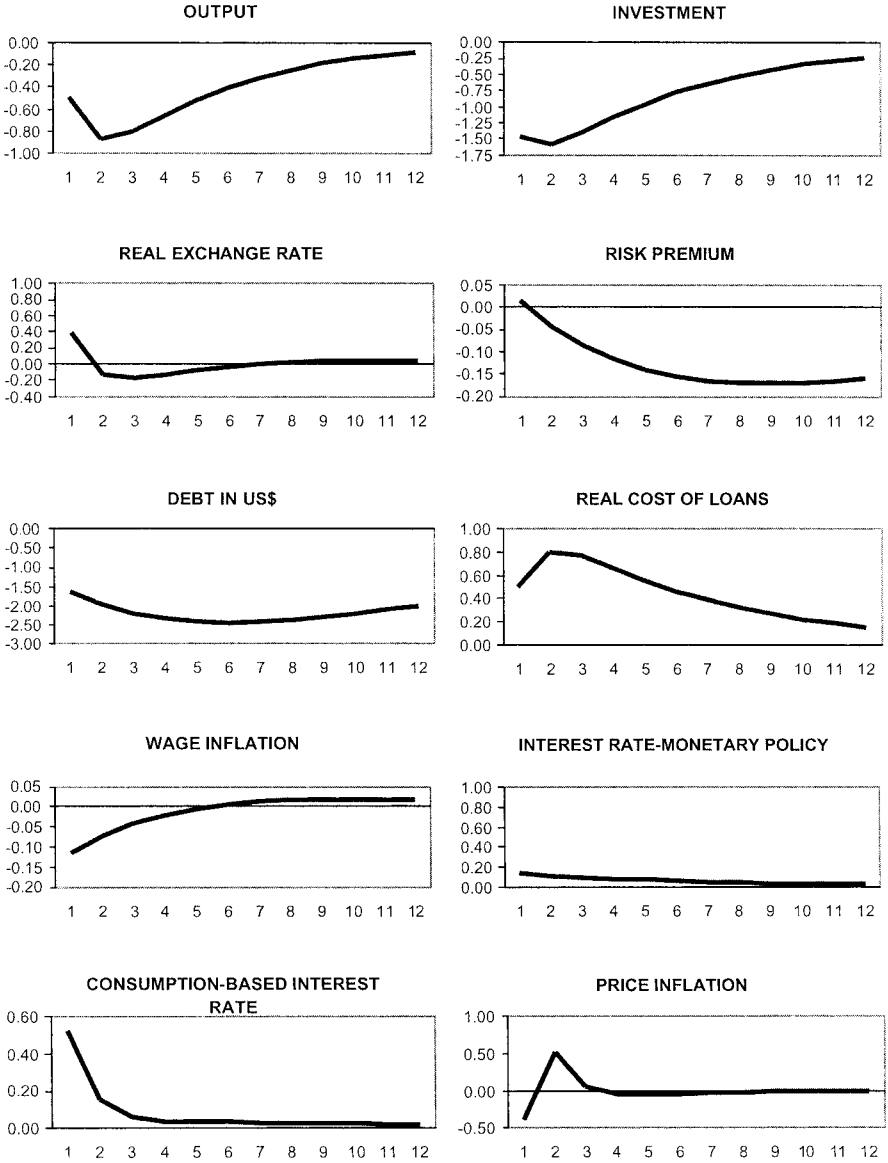 OUTPUT
0.00
-0.20
-0.40
-0.60
-0.80
-1.00
1 2 3 4 5 6 7 8 9 10 11 12
INVESTMENT
0.00
-0.25
-0.50
-0.75
-1.00
-1.25
-1.50
-1.75
1 2 3 4 5 6 7 8 9 10 11 12
REAL EXCHANGE RATE
1.00
0.80
0.60
0.40
0.20
0.00
-0.20
-0.40
1 2 3 4 5 6 7 8 9 10 11 12
RISK PREMIUM
0.05
0.00
-0.05
-0.10
-0.15
-0.20
1 2 3 4 5 6 7 8 9 10 11 12
DEBT IN US$
0.00
-0.50
-1.00
-1.50
-2.00
-2.50
-3.00
1 2 3 4 5 6 7 8 9 10 11 12
REAL COST OF LOANS
1.00
0.80
0.60
0.40
0.20
0.00
1 2 3 4 5 6 7 8 9 10 11 12
WAGE INFLATION
0.05
0.00
-0.05
-0.10
-0.15
-0.20
1 2 3 4 5 6 7 8 9 10 11 12
INTEREST RATE-MONETARY POLICY
1.00
0.80
0.60
0.40
0.20
0.00
1 2 3 4 5 6 7 8 9 10 11 12
CONSUMPTION-BASED INTEREST
RATE
0.60
0.40
0.20
0.00
1 2 3 4 5 6 7 8 9 10 11 12
PRICE INFLATION
1.00
0.50
0.00
-0.50
1 2 3 4 5 6 7 8 9 10 11 12